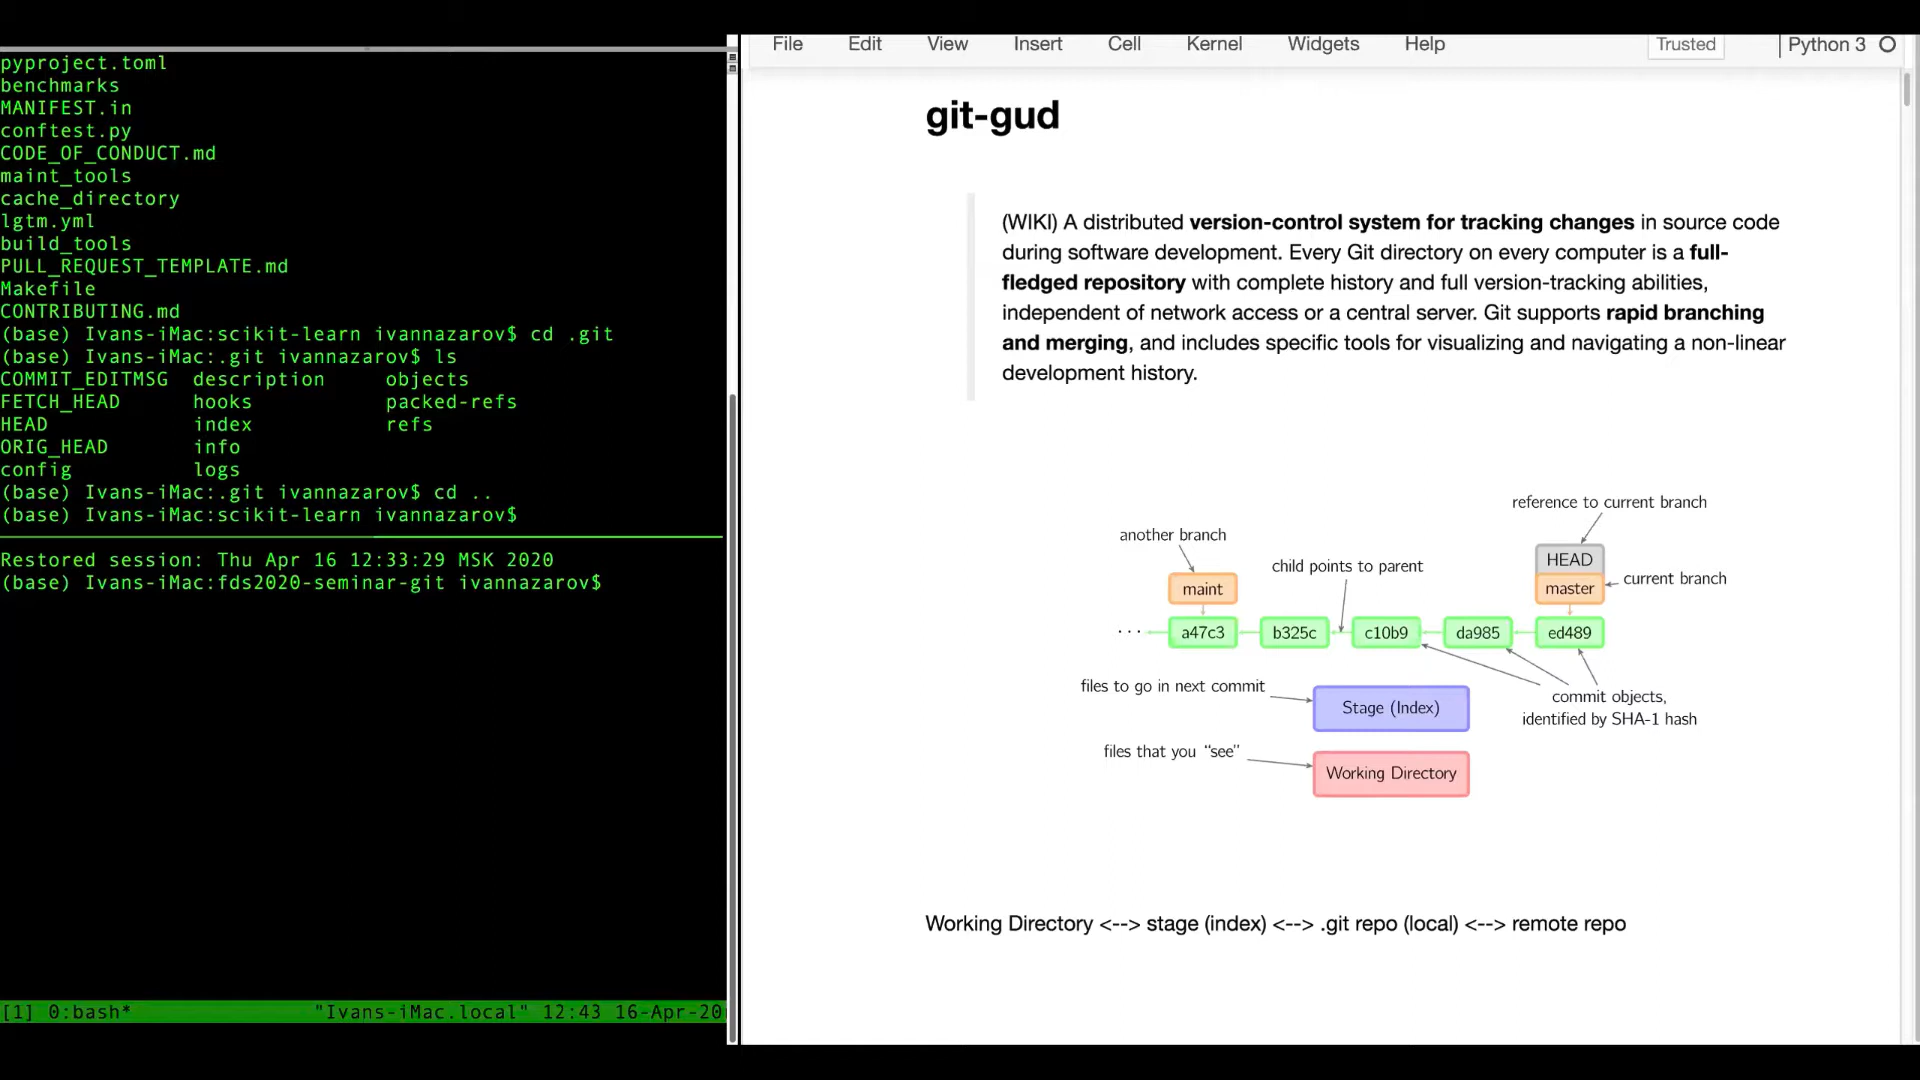 pyproject.toml
benchmarks
MANIFEST.in
conftest.py
CODE_OF_CONDUCT.md
maint_tools
cache_directory
lgtm.yml
build_tools
PULL_REQUEST_TEMPLATE.md
Makefile
CONTRIBUTING.md
(base) Ivans-iMac:scikit-learn ivannazarov$ cd .git
(base) Ivans-iMac:.git ivannazarov$ ls
COMMIT_EDITMSG description objects
FETCH_HEAD hooks packed-refs
HEAD index refs
ORIG_HEAD info
config logs
(base) Ivans-iMac:.git ivannazarov$ cd ..
(base) Ivans-iMac:scikit-learn ivannazarov$
Restored session: Thu Apr 16 12:33:29 MSK 2020
(base) Ivans-iMac:fds2020-seminar-git ivannazarov$
[1] 0:bash* "Ivans-iMac.local" 12:43 16-Apr-20
File Edit View Insert Cell Kernel Widgets Help Trusted Python 3
git-gud
(WIKI) A distributed version-control system for tracking changes in source code
during software development. Every Git directory on every computer is a full-
fledged repository with complete history and full version-tracking abilities,
independent of network access or a central server. Git supports rapid branching
and merging, and includes specific tools for visualizing and navigating a non-linear
development history.
reference to current branch
another branch
child points to parent
HEAD
maint
master
current branch
... a47c3 b325c c10b9 da985 ed489
files to go in next commit
Stage (Index)
commit objects,
identified by SHA-1 hash
files that you “see”
Working Directory
Working Directory <--> stage (index) <--> .git repo (local) <--> remote repo